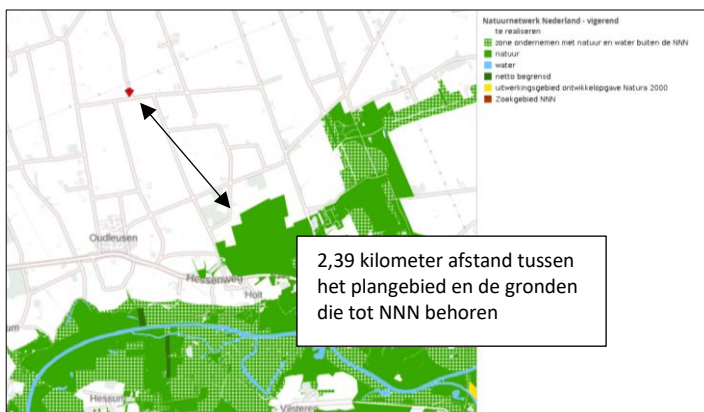 Natuurnetwerk Nederland - vigerend
te realiseren
zone ondernemen met natuur en water buiten de NNN
natuur
water
netto begrensd
uitwerkingsgebied ontwikkelopgave Natura 2000
Zoekgebied NNN
Oudleusen
Hessenweg
Holt
2,39 kilometer afstand tussen
het plangebied en de gronden
die tot NNN behoren
um
Hessum
Vilsteren